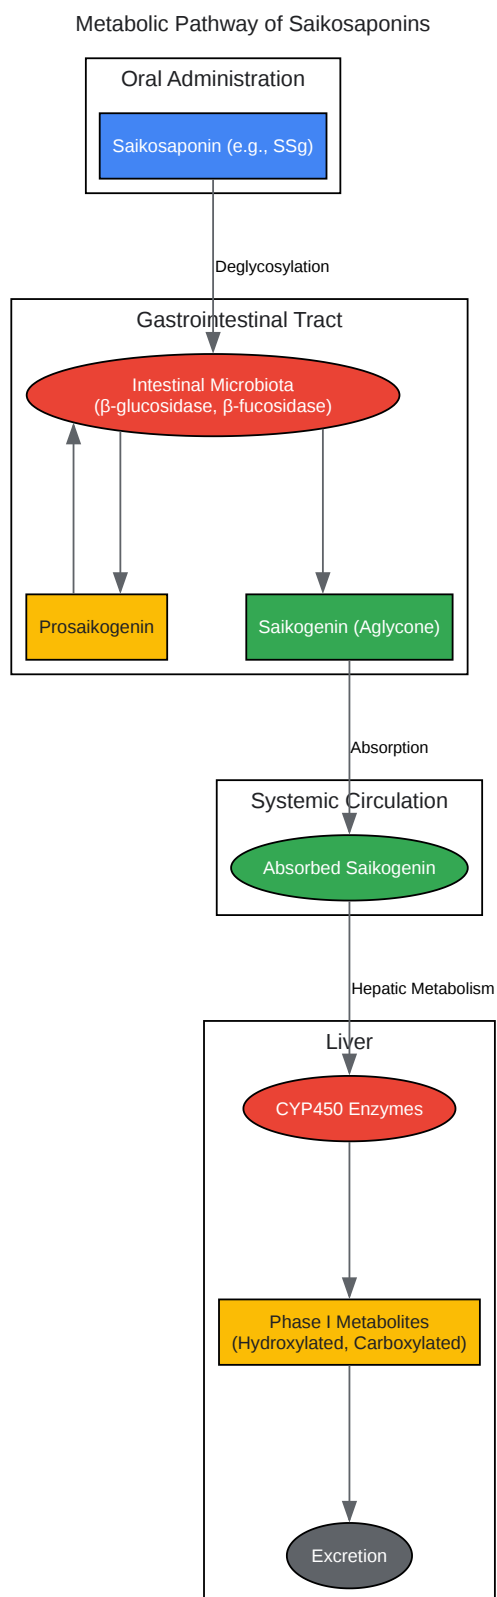 Metabolic Pathway of Saikosaponins
Oral Administration
Saikosaponin (e.g., SSg)
Deglycosylation
Gastrointestinal Tract
Intestinal Microbiota
(β-glucosidase, β-fucosidase)
Prosaikogenin
Saikogenin (Aglycone)
Absorption
Systemic Circulation
Absorbed Saikogenin
Hepatic Metabolism
Liver
CYP450 Enzymes
Phase I Metabolites
(Hydroxylated, Carboxylated)
Excretion